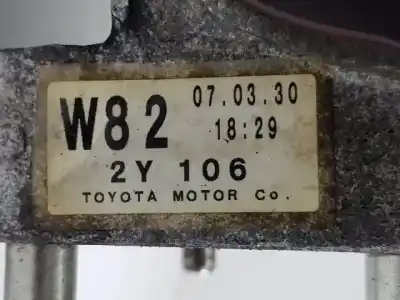 W82 07.03.30
18:29
2Y 106
TOYOTA MOTOR Co.